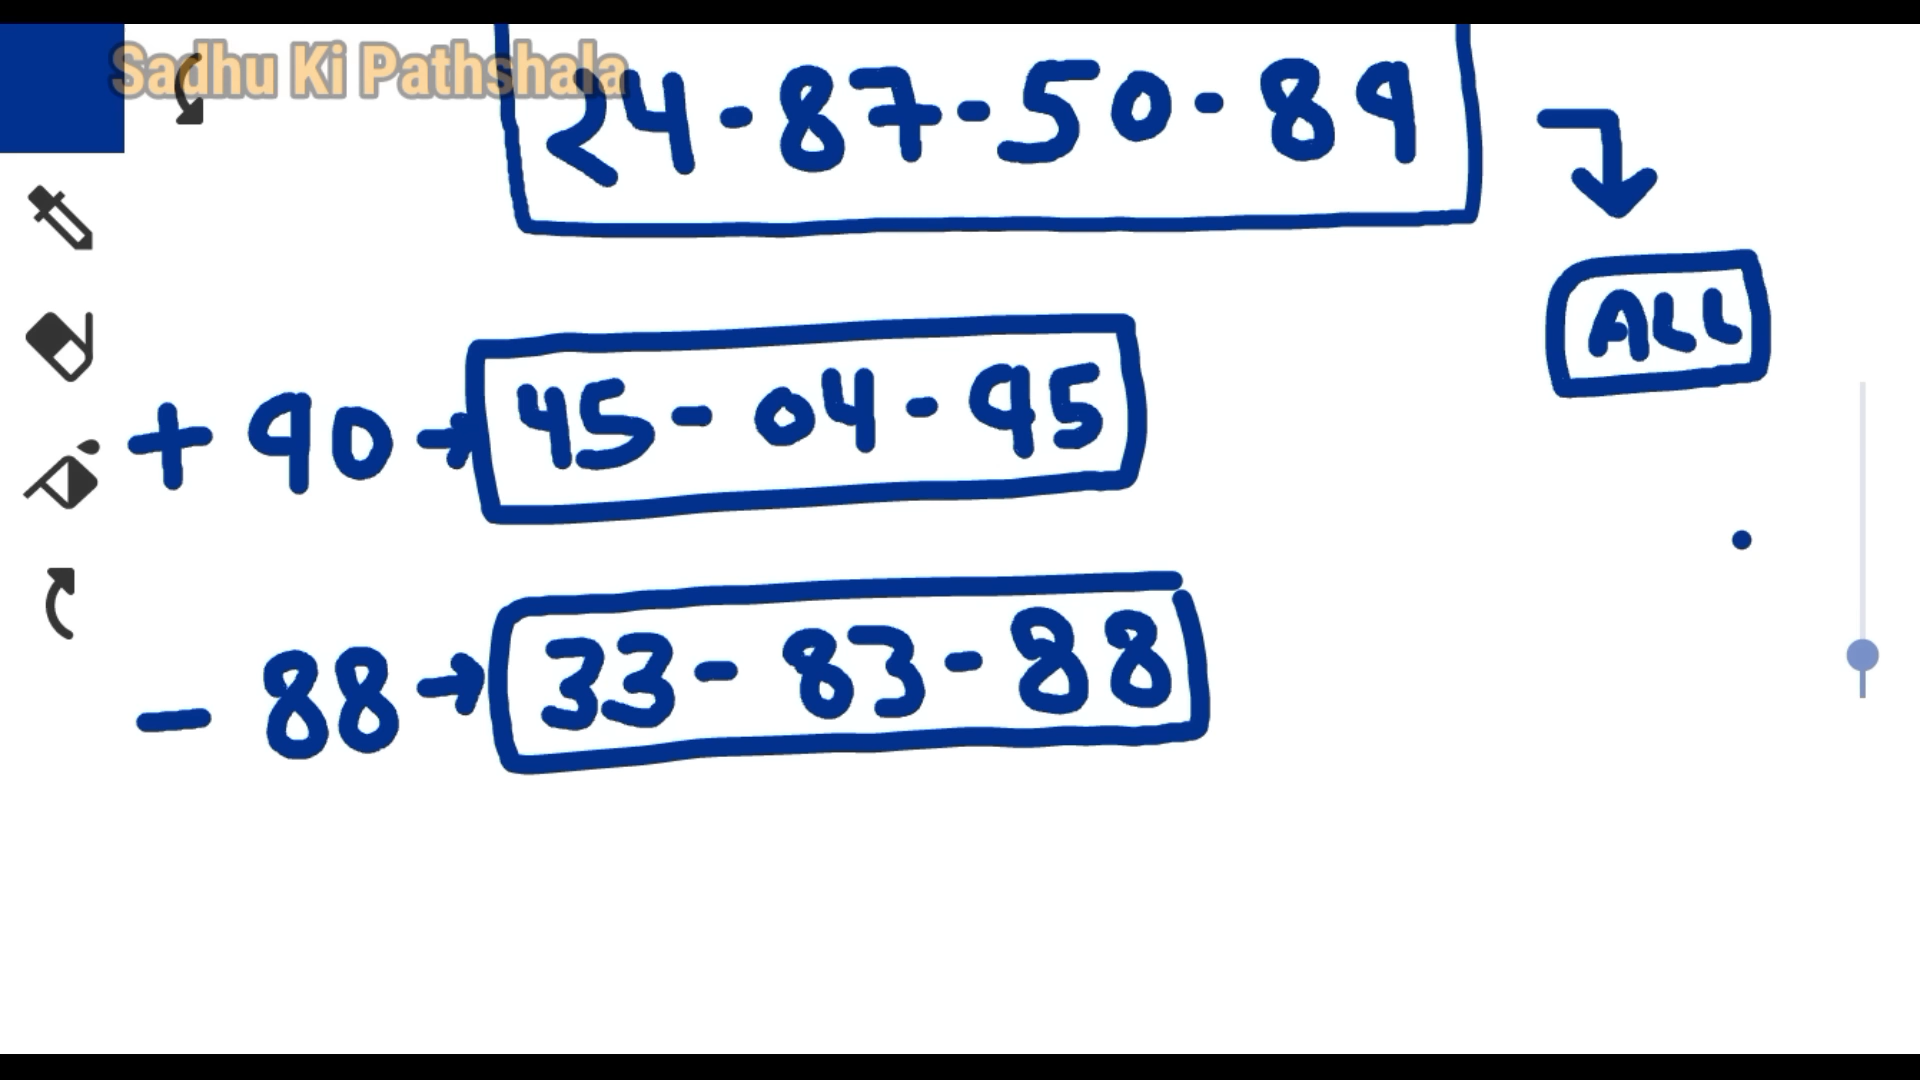 Sadhu Ki Pathshala
24-87-50-89
ALL
+ 90 → 45-04-95
- 88 → 33-83-88